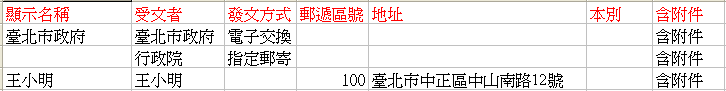 顯示名稱 受文者 發文方式 郵遞區號 地址 本別 含附件
臺北市政府 臺北市政府 電子交換 含附件
行政院 指定郵寄 含附件
王小明 王小明 100 臺北市中正區中山南路12號 含附件